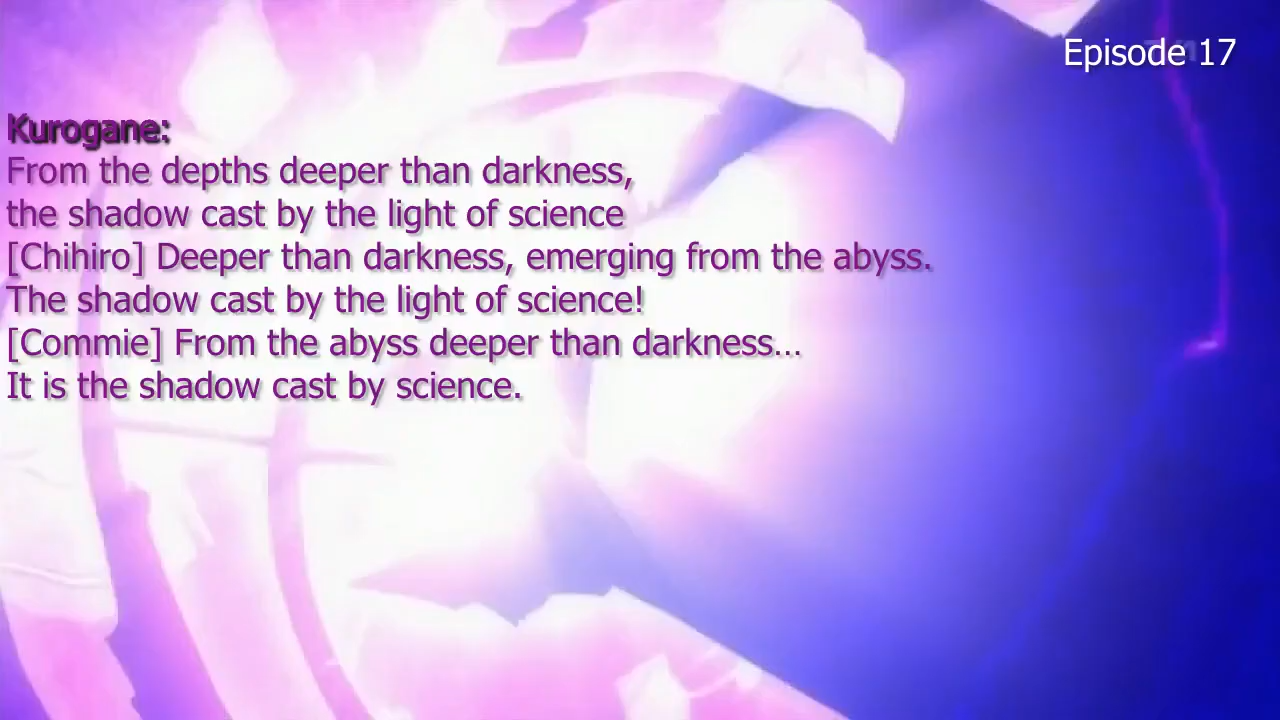 Episode 17
Kurogane:
From the depths deeper than darkness,
the shadow cast by the light of science
[Chihiro] Deeper than darkness, emerging from the abyss.
The shadow cast by the light of science!
[Commie] From the abyss deeper than darkness...
It is the shadow cast by science.